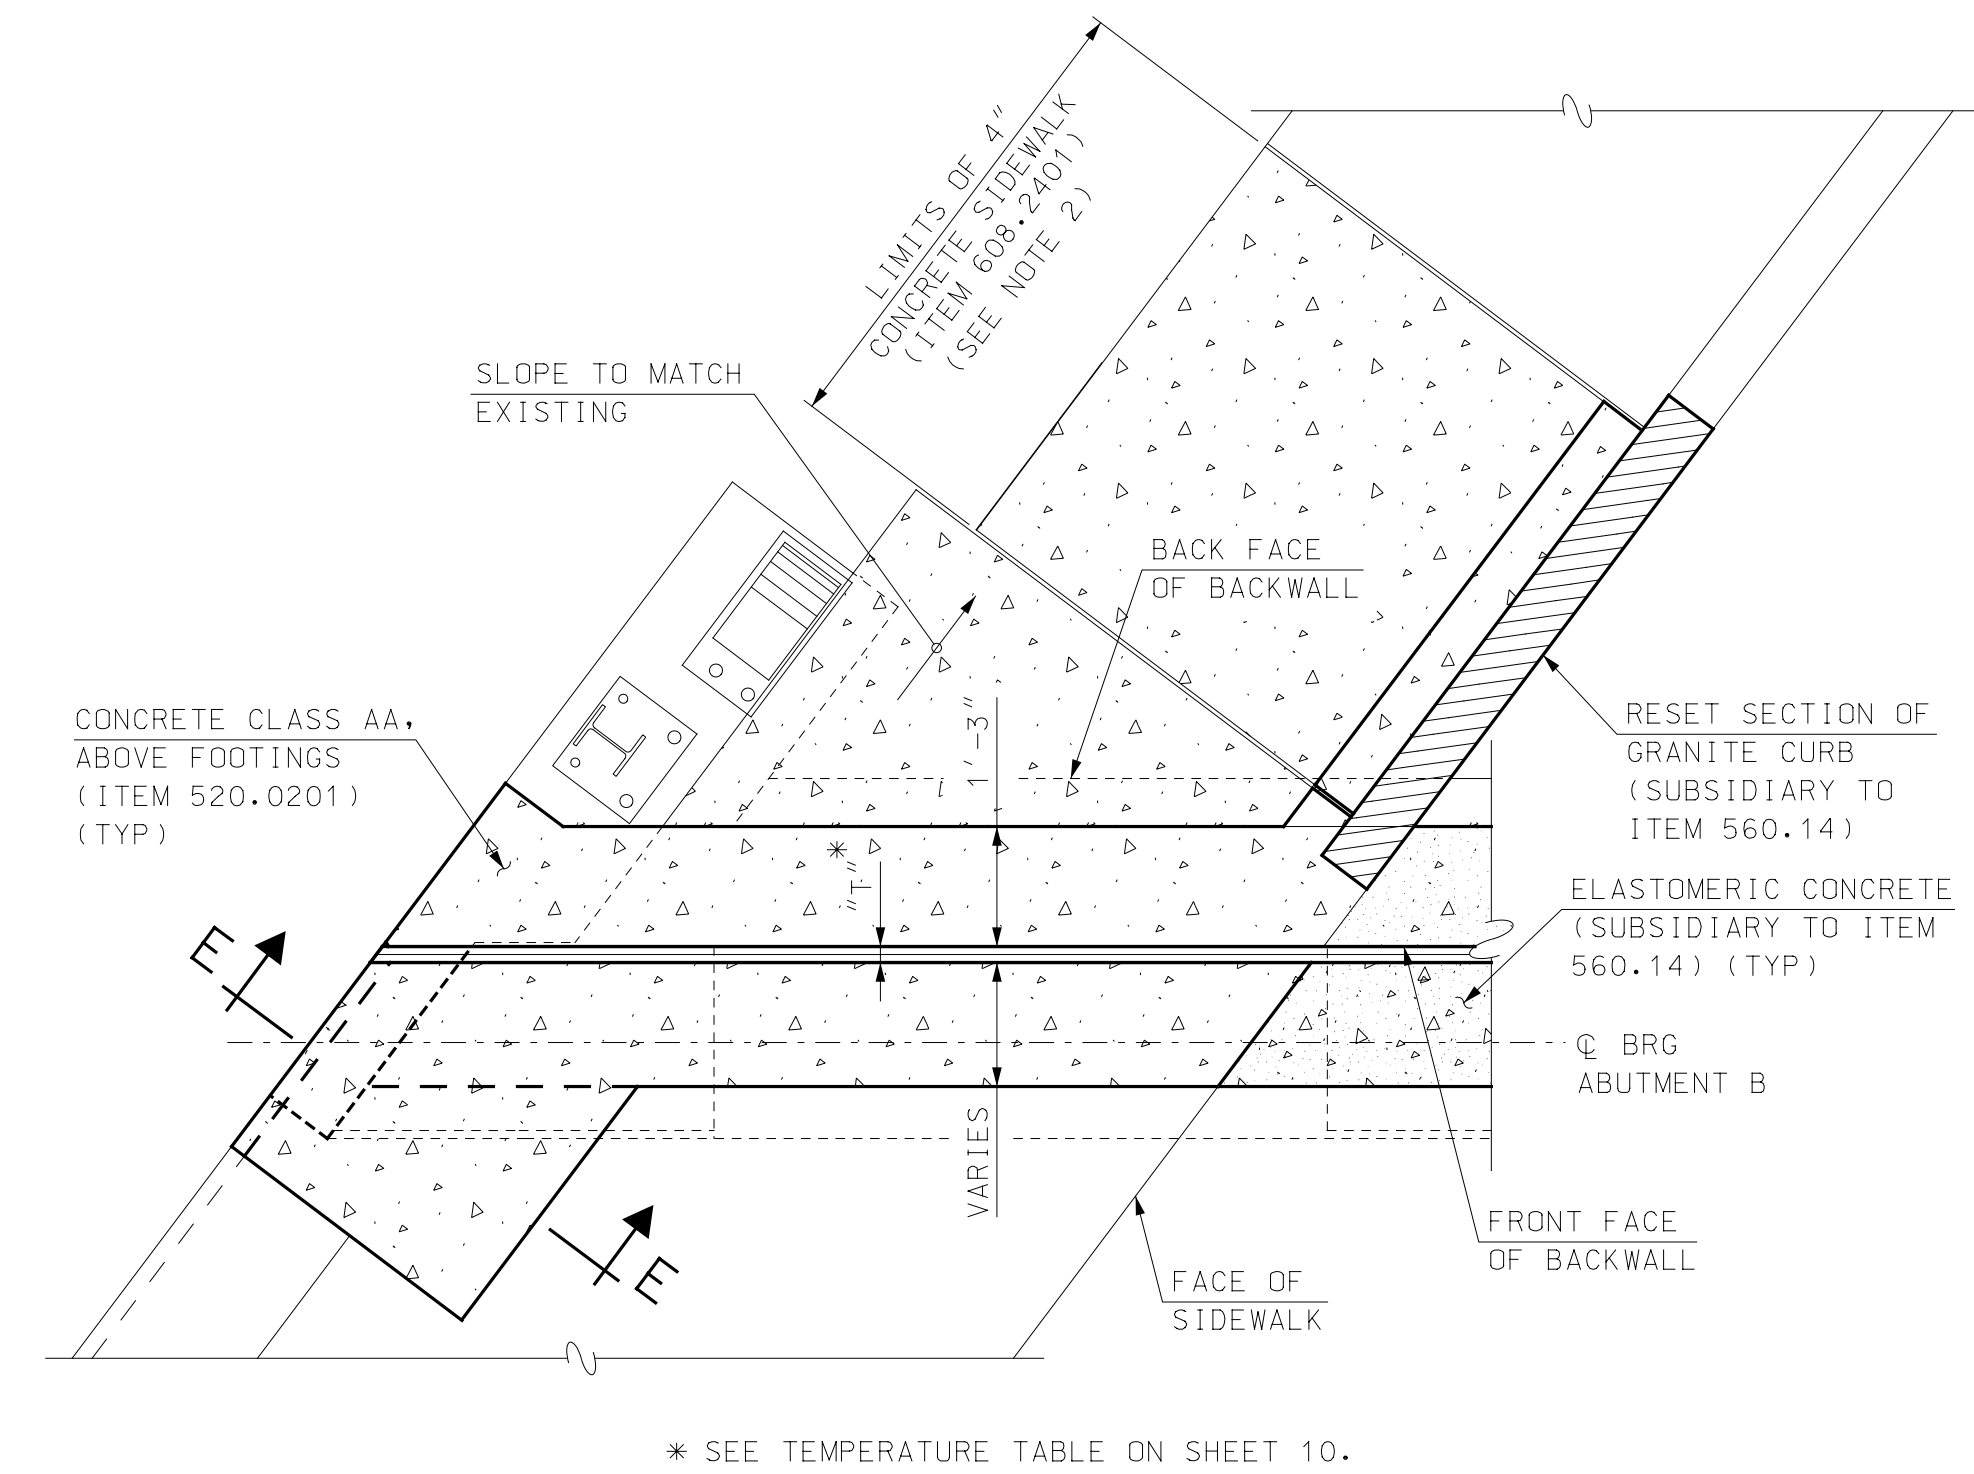 LIMITS OF 4"
CONCRETE SIDEWALK
(ITEM 608.2401)
(SEE NOTE 2)
SLOPE TO MATCH
EXISTING
BACK FACE
OF BACKWALL
CONCRETE CLASS AA,
ABOVE FOOTINGS
(ITEM 520.0201)
(TYP)
1'-3"
RESET SECTION OF
GRANITE CURB
(SUBSIDIARY TO
ITEM 560.14)
*
"T"
ELASTOMERIC CONCRETE
(SUBSIDIARY TO ITEM
560.14) (TYP)
E
℄ BRG
ABUTMENT B
VARIES
E
FRONT FACE
OF BACKWALL
FACE OF
SIDEWALK
* SEE TEMPERATURE TABLE ON SHEET 10.